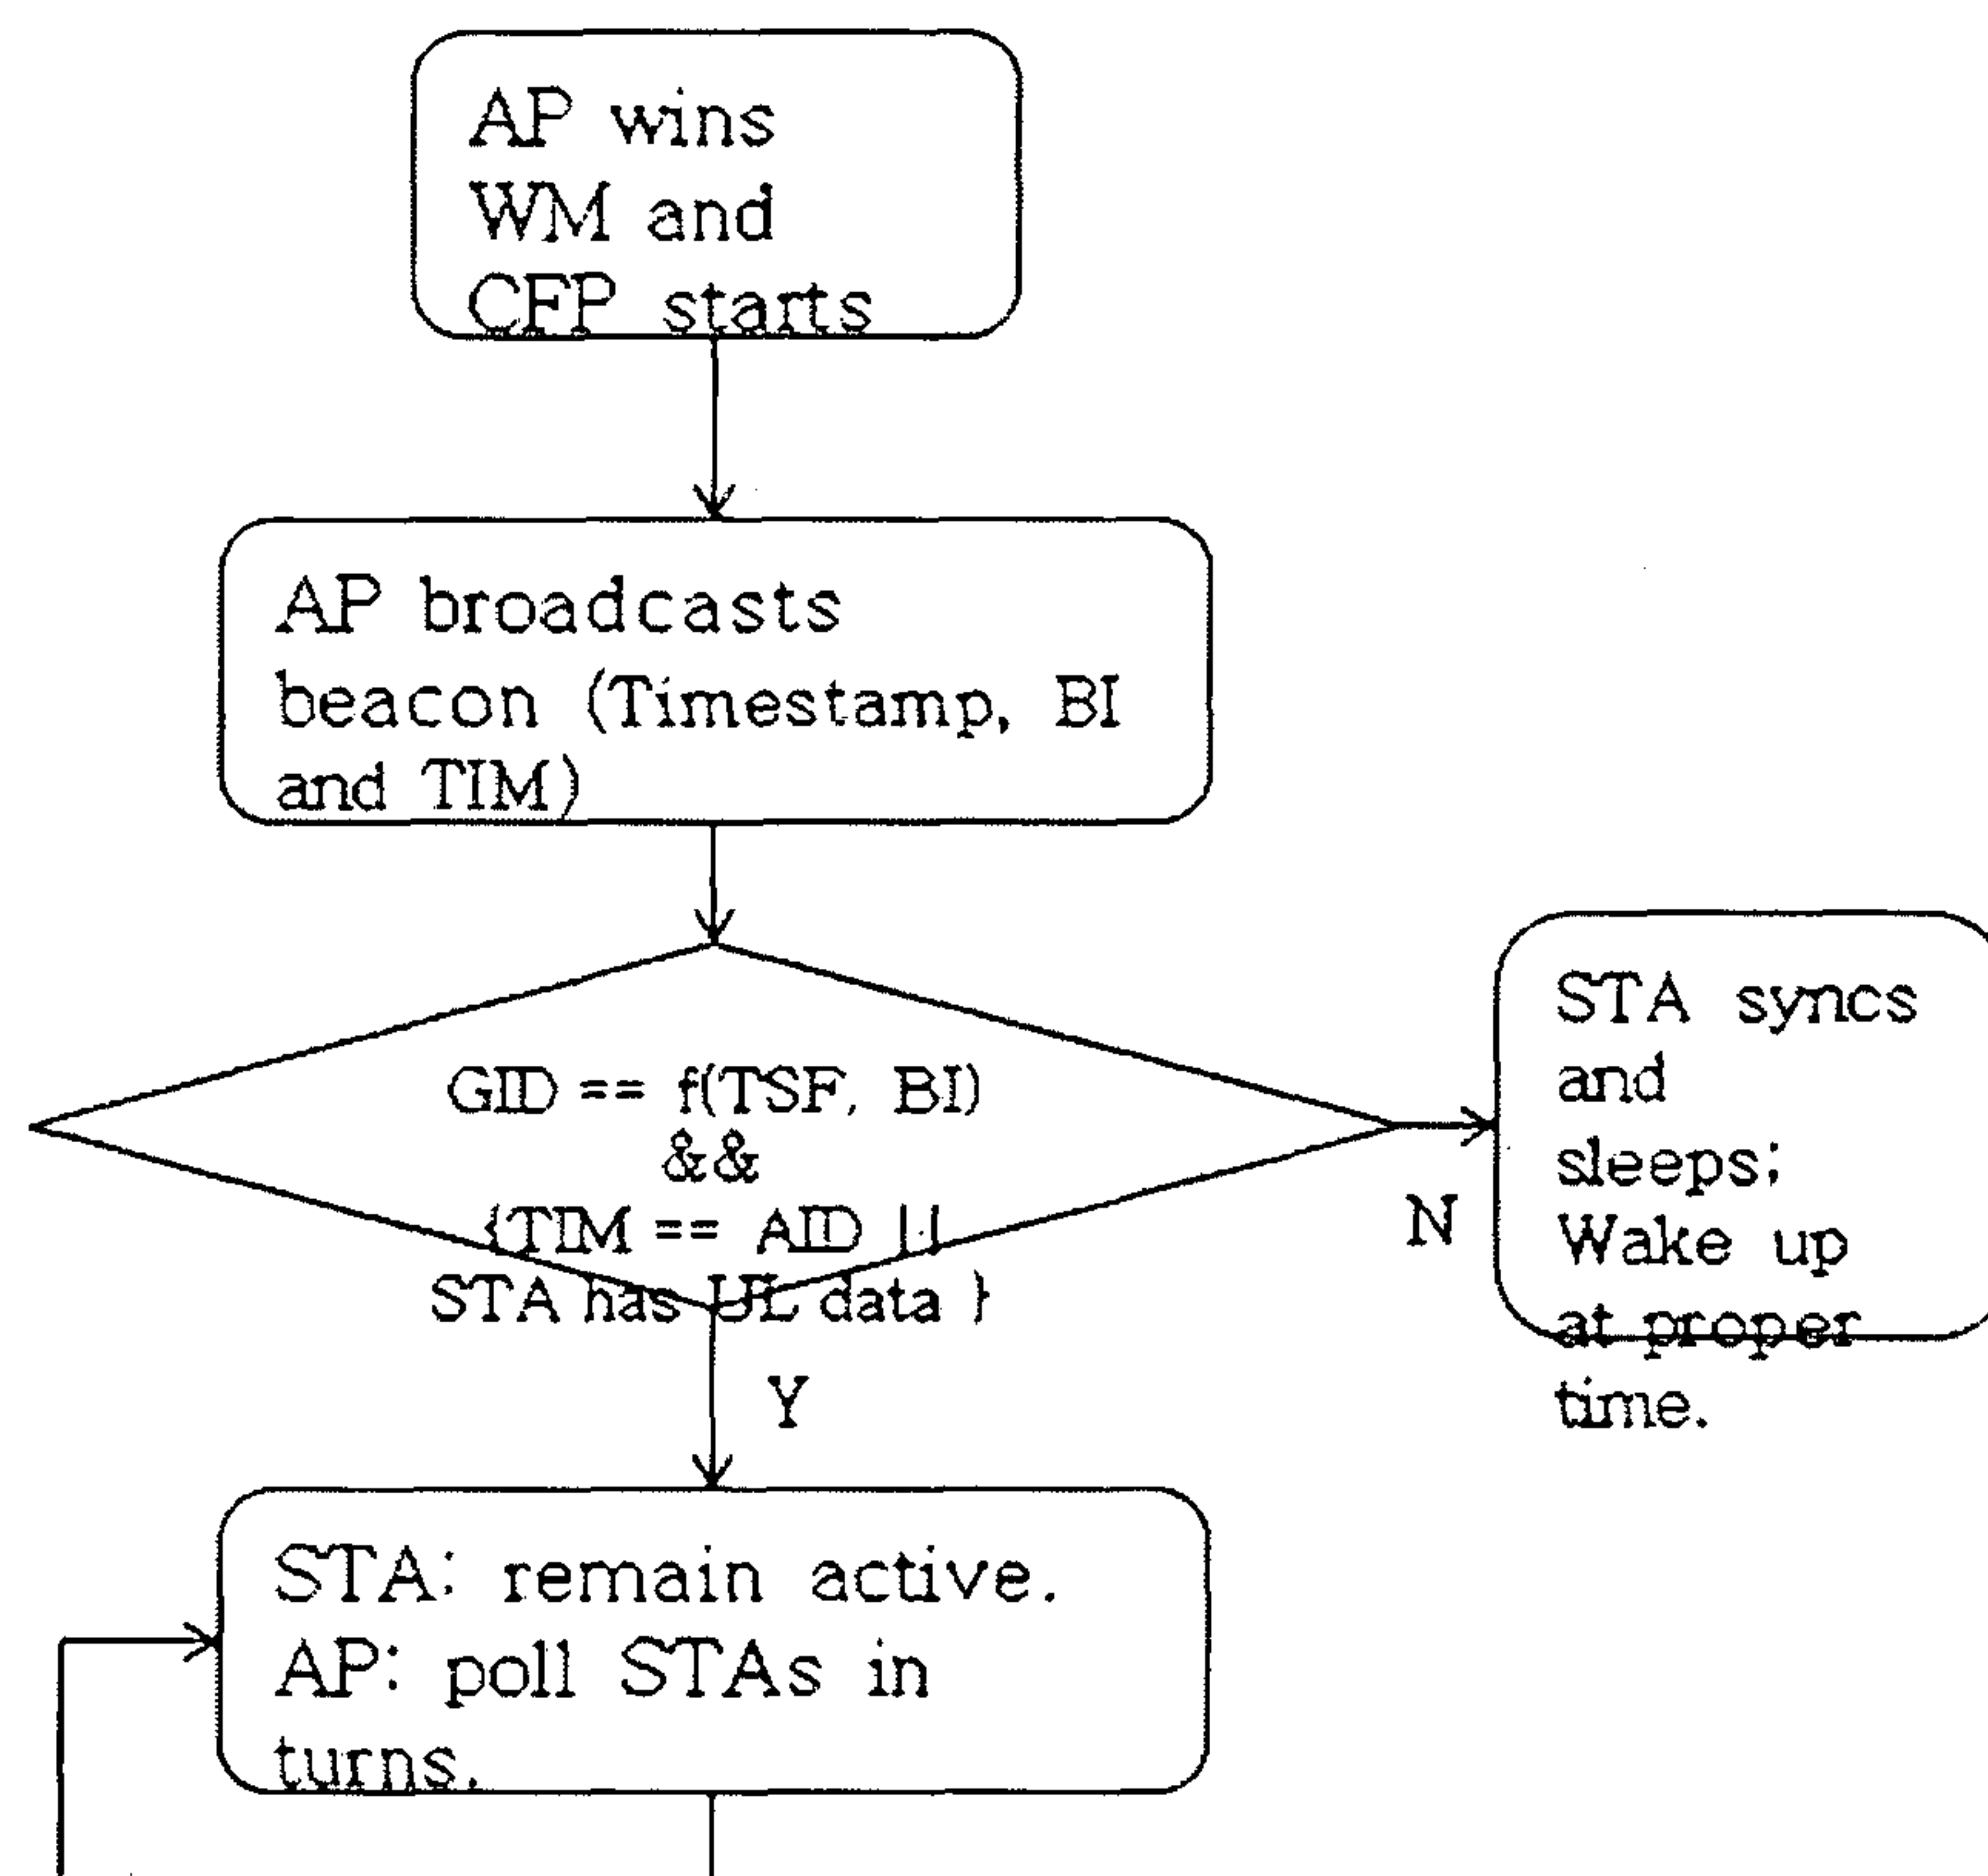 AP wins
WM and
CFP starts
AP broadcasts
beacon (Timestamp, BI
and TIM)
GID == f(TSF, BI)
&&
{TIM == AID ||
STA has UL data }
N
STA syncs
and
sleeps;
Wake up
at proper
time.
Y
STA: remain active.
AP: poll STAs in
turns.